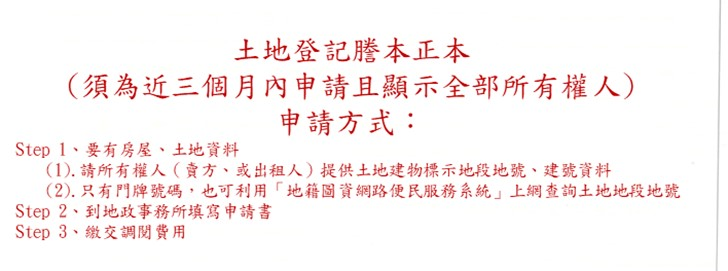 土地登記謄本正本
（須為近三個月內申請且顯示全部所有權人）
申請方式：
Step 1、要有房屋、土地資料
(1).請所有權人（賣方、或出租人）提供土地建物標示地段地號、建號資料
(2).只有門牌號碼，也可利用「地籍圖資網路便民服務系統」上網查詢土地地段地號
Step 2、到地政事務所填寫申請書
Step 3、繳交調閱費用